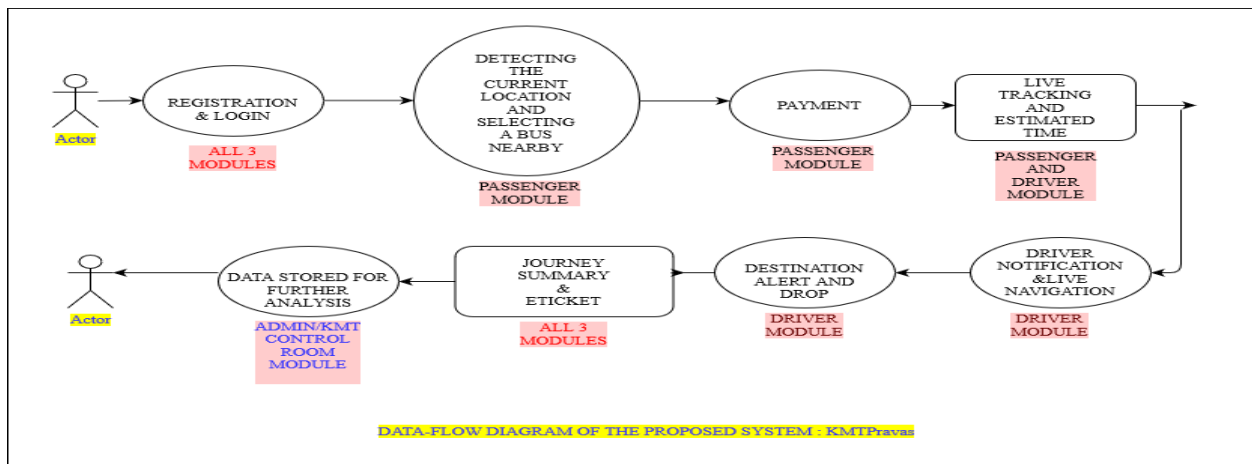 Actor
REGISTRATION
& LOGIN
ALL 3
MODULES
DETECTING
THE
CURRENT
LOCATION
AND
SELECTING
A BUS
NEARBY
PASSENGER
MODULE
PAYMENT
PASSENGER
MODULE
LIVE
TRACKING
AND
ESTIMATED
TIME
PASSENGER
AND
DRIVER
MODULE
Actor
DATA STORED FOR
FURTHER
ANALYSIS
ADMIN/KMT
CONTROL
ROOM
MODULE
JOURNEY
SUMMARY
&
ETICKET
ALL 3
MODULES
DESTINATION
ALERT AND
DROP
DRIVER
MODULE
DRIVER
NOTIFICATION
&LIVE
NAVIGATION
DRIVER
MODULE
DATA-FLOW DIAGRAM OF THE PROPOSED SYSTEM : KMTPravas